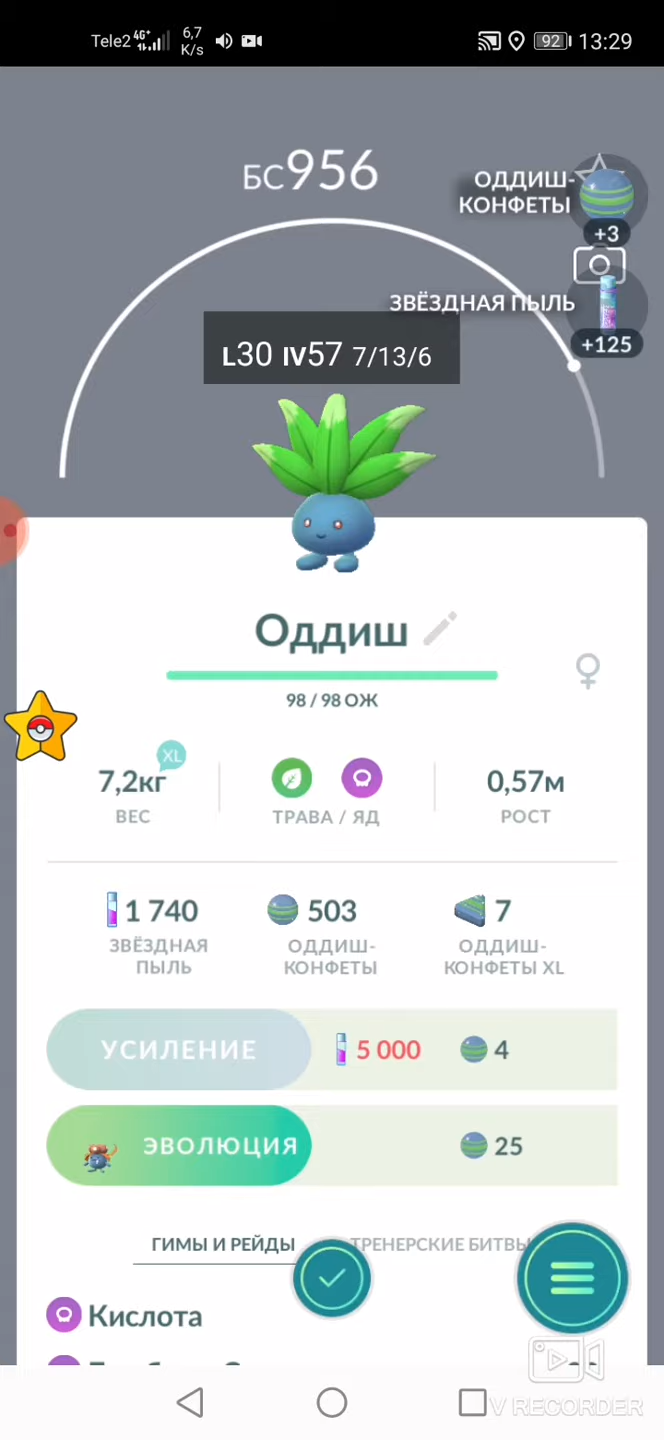 Tele2 4G+ 6,7 K/s 92 13:29
БС956
ОДДИШ-
КОНФЕТЫ
+3
ЗВЁЗДНАЯ ПЫЛЬ
+125
L30 IV57 7/13/6
Оддиш
98 / 98 ОЖ
XL
7,2кг
0,57м
ВЕС
ТРАВА / ЯД
РОСТ
1 740
503
7
ЗВЁЗДНАЯ
ПЫЛЬ
ОДДИШ-
КОНФЕТЫ
ОДДИШ-
КОНФЕТЫ XL
УСИЛЕНИЕ 5 000 4
ЭВОЛЮЦИЯ 25
ГИМЫ И РЕЙДЫ
ТРЕНЕРСКИЕ БИТВЫ
Кислота
V RECORDER